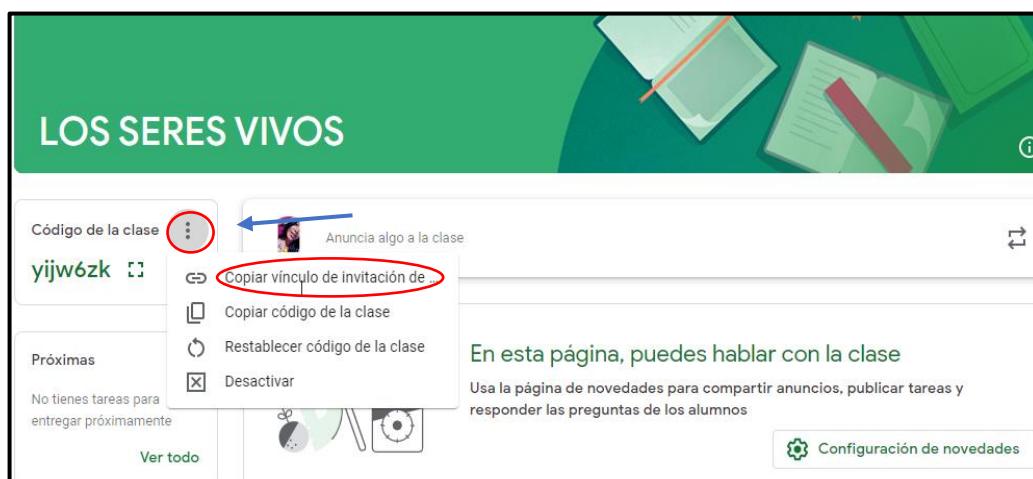 LOS SERES VIVOS
Código de la clase
yijw6zk
Anuncia algo a la clase
Copiar vínculo de invitación de ...
Copiar código de la clase
Restablecer código de la clase
Desactivar
Próximas
No tienes tareas para
entregar próximamente
Ver todo
En esta página, puedes hablar con la clase
Usa la página de novedades para compartir anuncios, publicar tareas y
responder las preguntas de los alumnos
Configuración de novedades